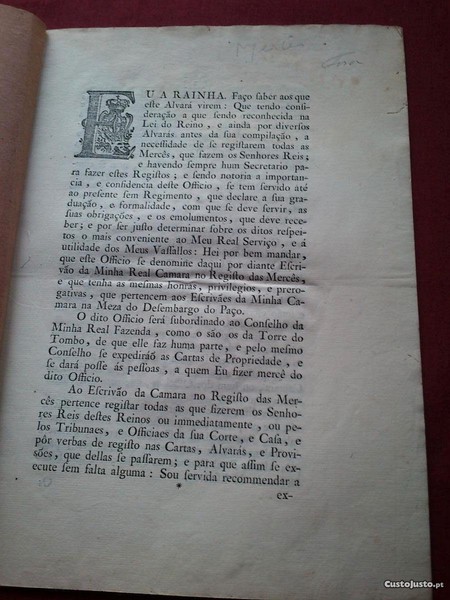 EU A RAINHA. Faço saber aos que
este Alvará virem: Que tendo consi-
deração a que sendo reconhecida na
Lei do Reino, e ainda por diversos
Alvarás antes da sua compilação, a
necessidade de se registarem todas as
Mercês, que fazem os Senhores Reis;
e havendo sempre hum Secretario pa-
ra fazer estes Registos; e sendo notoria a importan-
cia, e confidencia deste Officio, se tem servido até
ao presente sem Regimento, que declare a sua gra-
duação, e formalidade, com que se deve servir, as
suas obrigações, e os emolumentos, que deve rece-
ber; e por ser justo determinar sobre os ditos respei-
tos o mais conveniente ao Meu Real Serviço, e á
utilidade dos Meus Vassallos: Hei por bem mandar,
que este Officio se denomine daqui por diante Escri-
vão da Minha Real Camara no Registo das Mercês,
e que tenha as mesmas honras, privilegios, e prero-
gativas, que pertencem aos Escrivães da Minha Ca-
mara na Meza do Desembargo do Paço.
O dito Officio será subordinado ao Conselho da
Minha Real Fazenda, como o são os da Torre do
Tombo, de que elle faz huma parte, e pelo mesmo
Conselho se expediráõ as Cartas de Propriedade, e
se dará posse ás pessoas, a quem Eu fizer mercê do
dito Officio.
Ao Escrivão da Camara no Registo das Mer-
cês pertence registar todas as que fizerem os Senho-
res Reis destes Reinos ou immediatamente, ou pe-
los Tribunaes, e Officiaes da sua Corte, e Casa, e
pôr verbas de registo nas Cartas, Alvarás, e Provi-
sões, que dellas se passarem; e para que assim se ex-
ecute sem falta alguma: Sou servida recommendar a
*
ex-
CustoJusto.pt